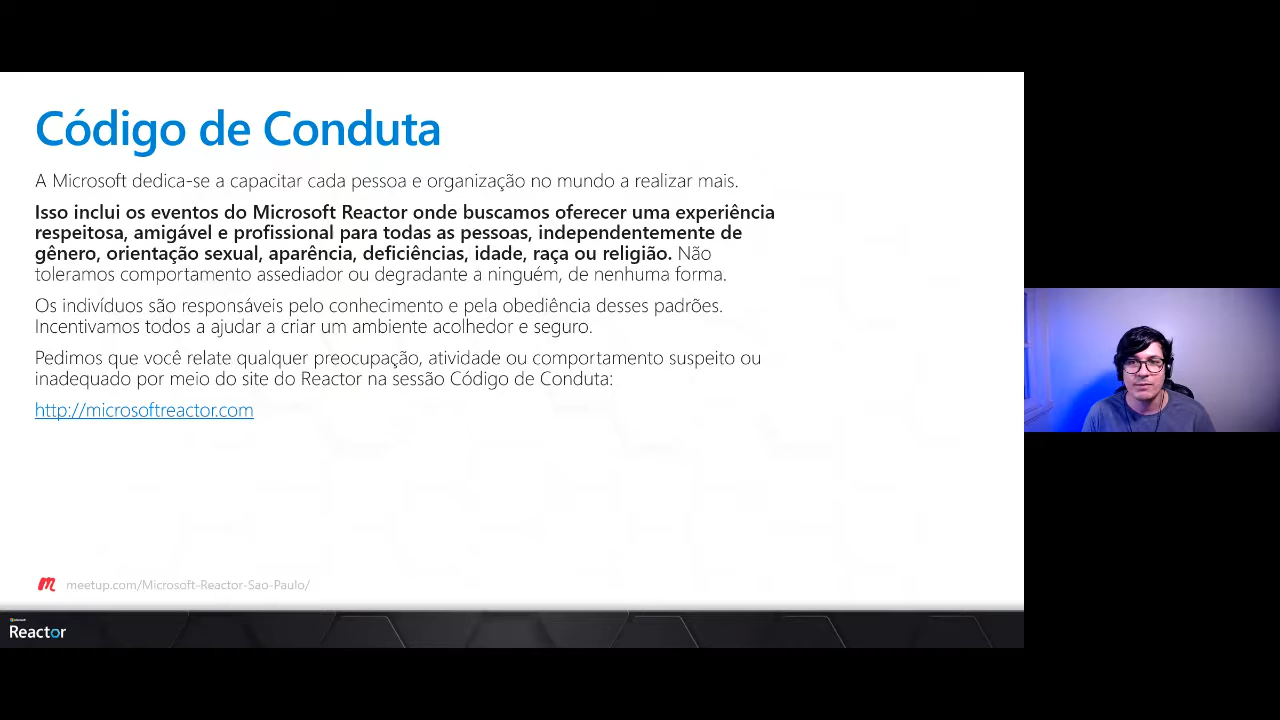 Código de Conduta
A Microsoft dedica-se a capacitar cada pessoa e organização no mundo a realizar mais.
Isso inclui os eventos do Microsoft Reactor onde buscamos oferecer uma experiência
respeitosa, amigável e profissional para todas as pessoas, independentemente de
gênero, orientação sexual, aparência, deficiências, idade, raça ou religião. Não
toleramos comportamento assediador ou degradante a ninguém, de nenhuma forma.
Os indivíduos são responsáveis pelo conhecimento e pela obediência desses padrões.
Incentivamos todos a ajudar a criar um ambiente acolhedor e seguro.
Pedimos que você relate qualquer preocupação, atividade ou comportamento suspeito ou
inadequado por meio do site do Reactor na sessão Código de Conduta:
http://microsoftreactor.com
meetup.com/Microsoft-Reactor-Sao-Paulo/
Reactor